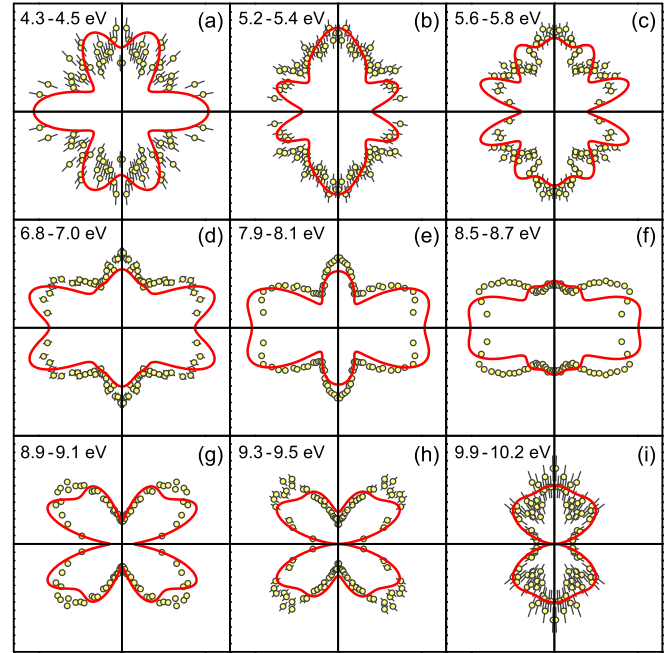 4.3 - 4.5 eV (a)
5.2 - 5.4 eV (b)
5.6 - 5.8 eV (c)
6.8 - 7.0 eV (d)
7.9 - 8.1 eV (e)
8.5 - 8.7 eV (f)
8.9 - 9.1 eV (g)
9.3 - 9.5 eV (h)
9.9 - 10.2 eV (i)